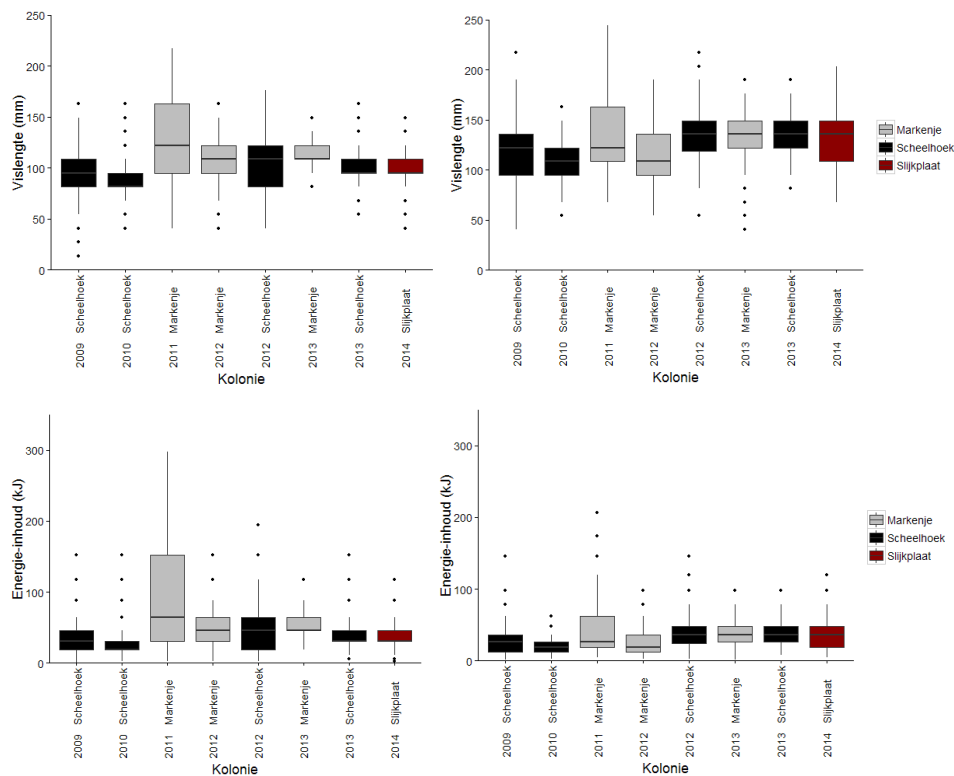 Vislengte (mm)
250
200
150
100
50
0
2009 Scheelhoek
2010 Scheelhoek
2011 Markenje
2012 Markenje
2012 Scheelhoek
2013 Markenje
2013 Scheelhoek
2014 Slijkplaat
Kolonie
Vislengte (mm)
250
200
150
100
50
0
2009 Scheelhoek
2010 Scheelhoek
2011 Markenje
2012 Markenje
2012 Scheelhoek
2013 Markenje
2013 Scheelhoek
2014 Slijkplaat
Kolonie
Markenje
Scheelhoek
Slijkplaat
Energie-inhoud (kJ)
300
200
100
0
2009 Scheelhoek
2010 Scheelhoek
2011 Markenje
2012 Markenje
2012 Scheelhoek
2013 Markenje
2013 Scheelhoek
2014 Slijkplaat
Kolonie
Energie-inhoud (kJ)
300
200
100
0
2009 Scheelhoek
2010 Scheelhoek
2011 Markenje
2012 Markenje
2012 Scheelhoek
2013 Markenje
2013 Scheelhoek
2014 Slijkplaat
Kolonie
Markenje
Scheelhoek
Slijkplaat